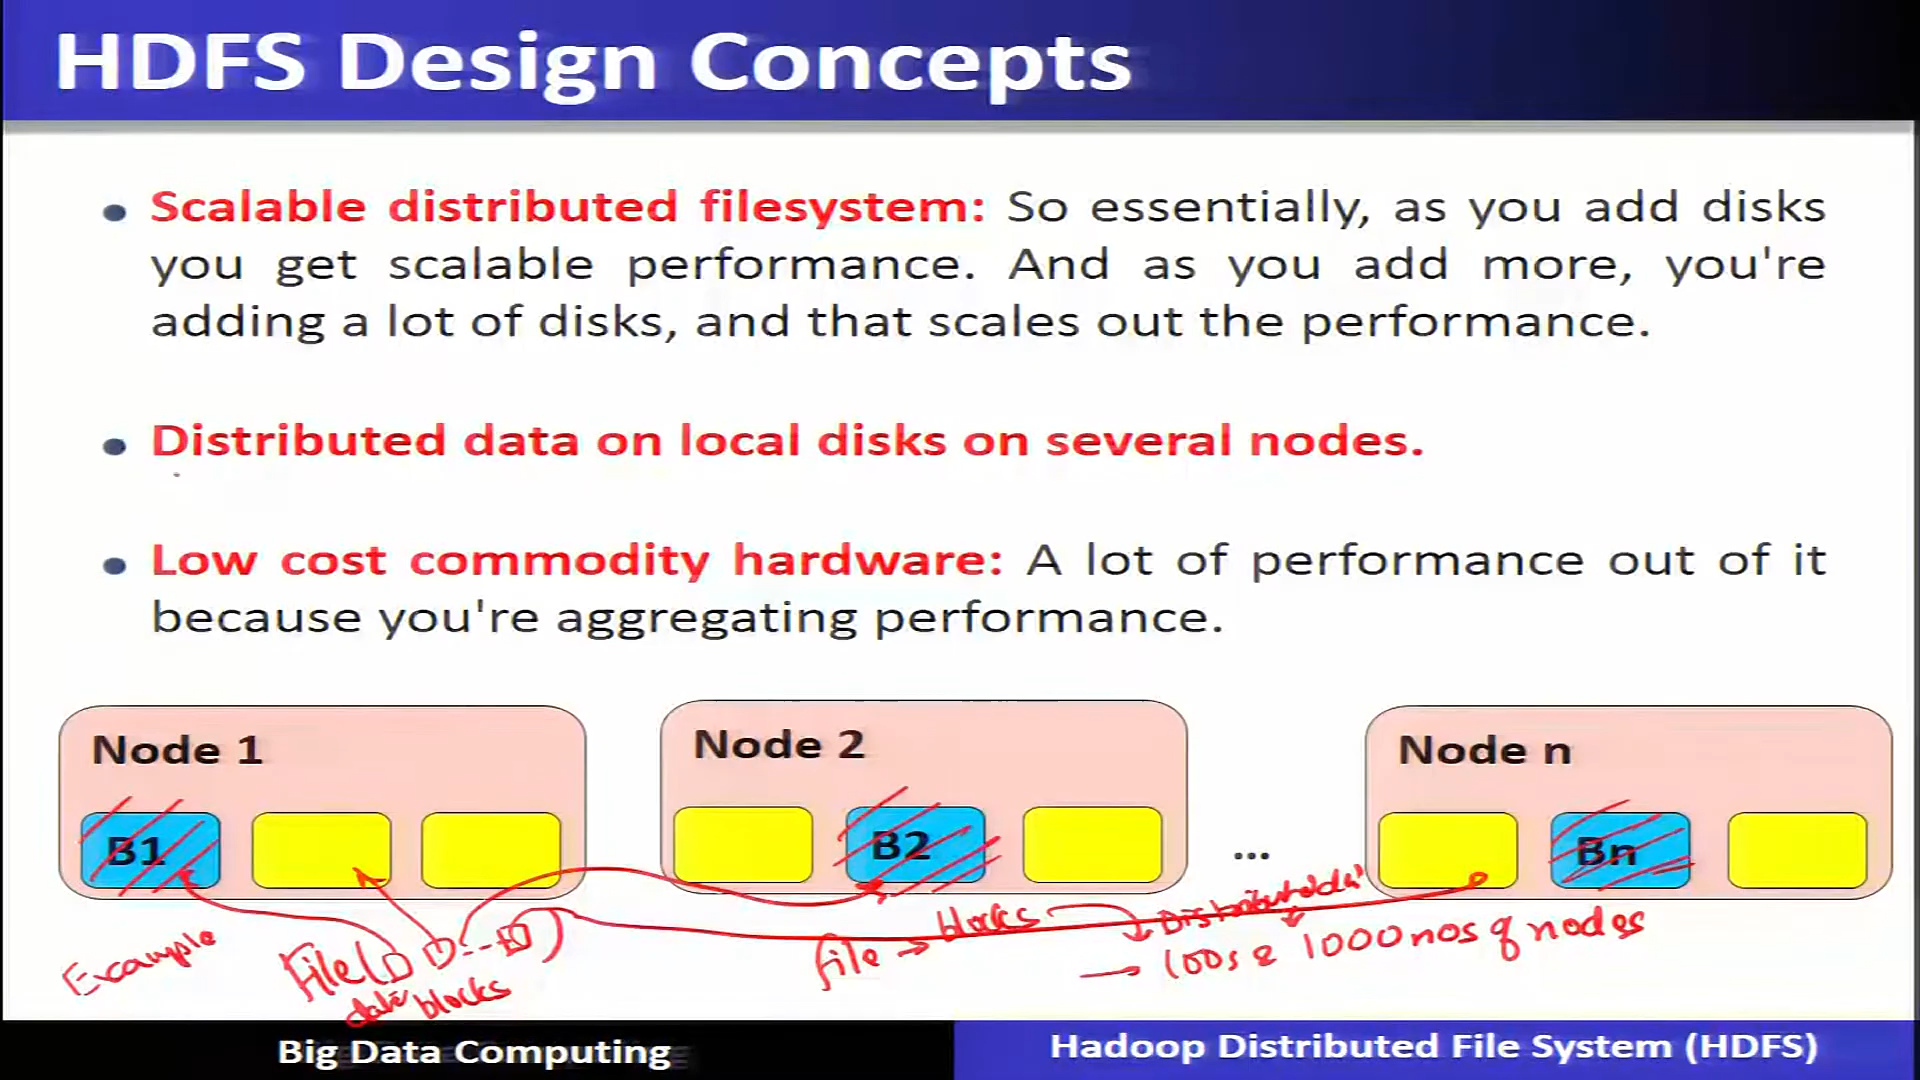 HDFS Design Concepts
• Scalable distributed filesystem: So essentially, as you add disks
you get scalable performance. And as you add more, you're
adding a lot of disks, and that scales out the performance.
• Distributed data on local disks on several nodes.
• Low cost commodity hardware: A lot of performance out of it
because you're aggregating performance.
Node 1
B1
Node 2
B2
...
Node n
Bn
Example
File(
data blocks
file → blocks
→ 100s & 1000 nos of nodes
Big Data Computing
Hadoop Distributed File System (HDFS)